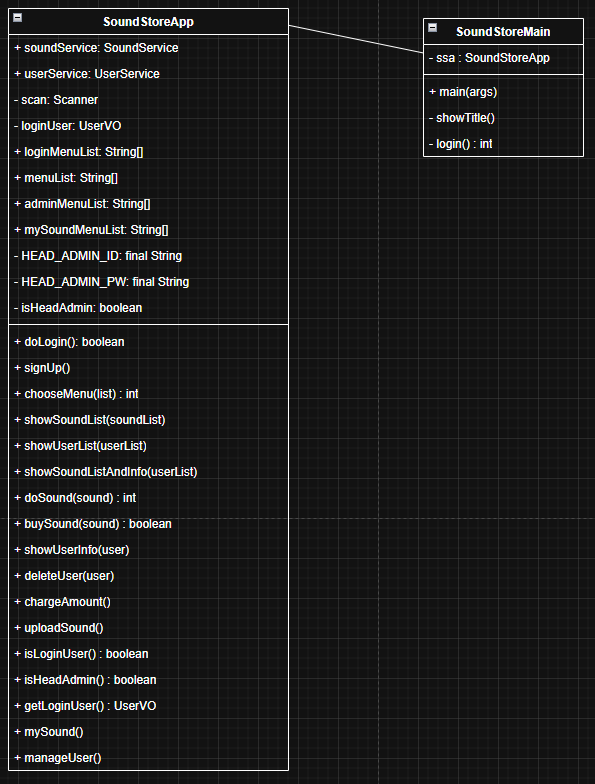 SoundStoreApp
+ soundService: SoundService
+ userService: UserService
- scan: Scanner
- loginUser: UserVO
+ loginMenuList: String[]
+ menuList: String[]
+ adminMenuList: String[]
+ mySoundMenuList: String[]
- HEAD_ADMIN_ID: final String
- HEAD_ADMIN_PW: final String
- isHeadAdmin: boolean
+ doLogin(): boolean
+ signUp()
+ chooseMenu(list) : int
+ showSoundList(soundList)
+ showUserList(userList)
+ showSoundListAndInfo(userList)
+ doSound(sound) : int
+ buySound(sound) : boolean
+ showUserInfo(user)
+ deleteUser(user)
+ chargeAmount()
+ uploadSound()
+ isLoginUser() : boolean
+ isHeadAdmin() : boolean
+ getLoginUser() : UserVO
+ mySound()
+ manageUser()
SoundStoreMain
- ssa : SoundStoreApp
+ main(args)
- showTitle()
- login() : int